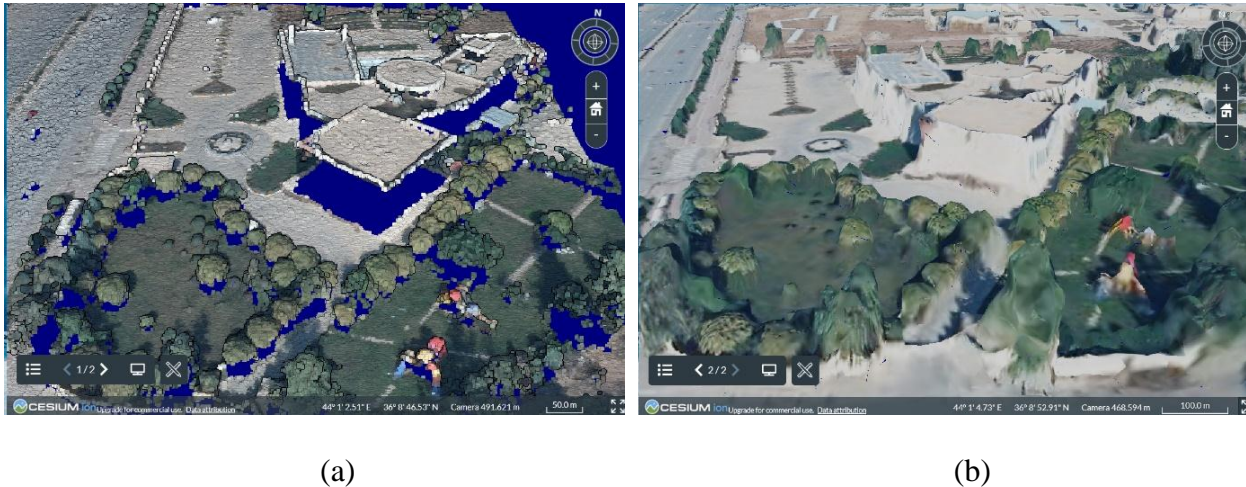 N
+
-
1/2
CESIUM ion Upgrade for commercial use. Data attribution
44° 1' 2.51" E 36° 8' 46.53" N Camera 491.621 m 50.0 m
+
-
2/2
CESIUM ion Upgrade for commercial use. Data attribution
44° 1' 4.73" E 36° 8' 52.91" N Camera 468.594 m 100.0 m
(a)
(b)